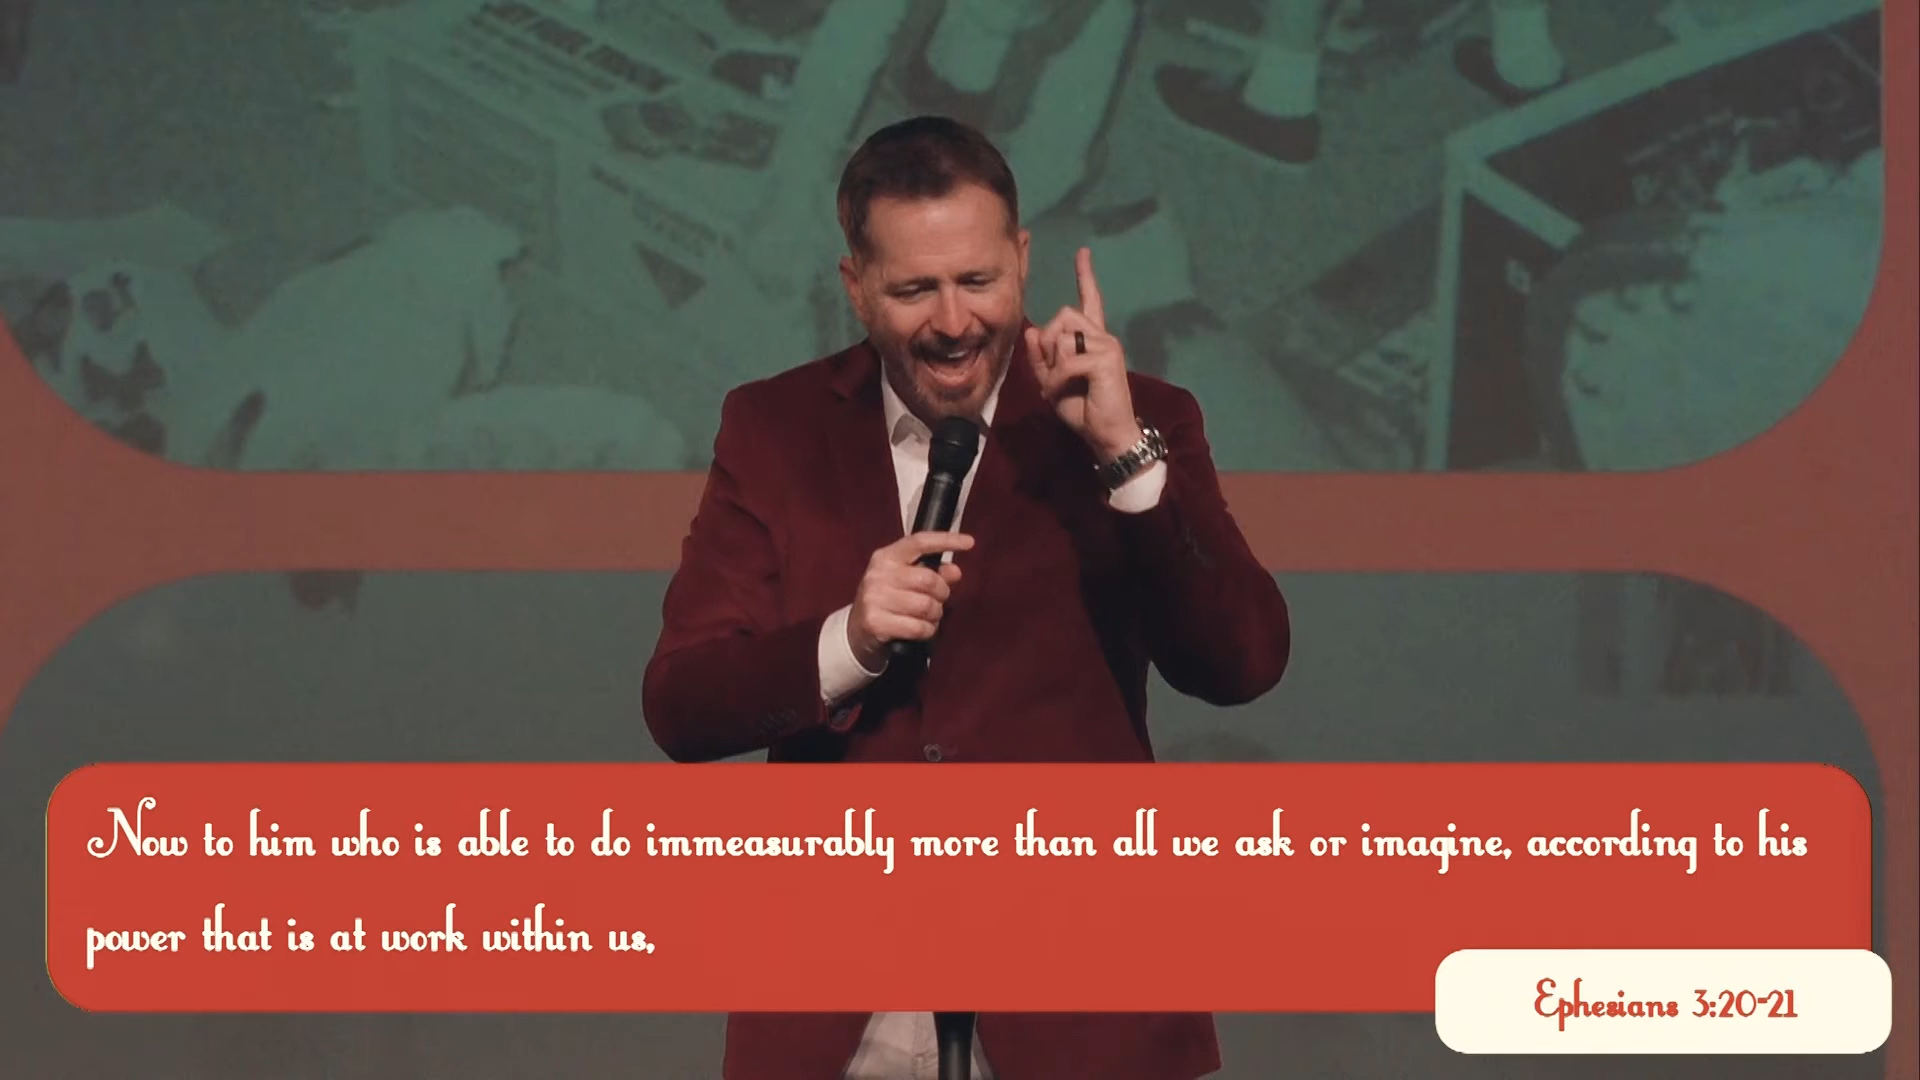 Now to him who is able to do immeasurably more than all we ask or imagine, according to his
power that is at work within us,
Ephesians 3:20-21